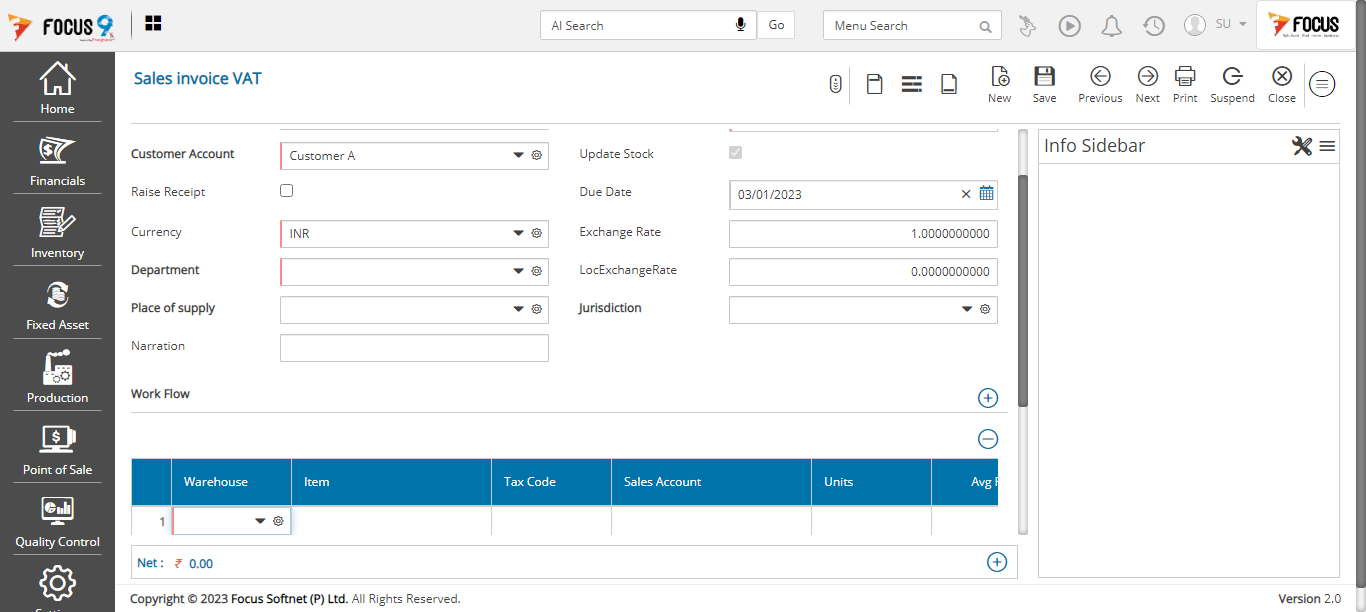 FOCUS 9
AI Search
Go
Menu Search
SU
FOCUS
Home
Financials
Inventory
Fixed Asset
Production
Point of Sale
Quality Control
Sales invoice VAT
New
Save
Previous
Next
Print
Suspend
Close
Customer Account
Customer A
Update Stock
Raise Receipt
Due Date
03/01/2023
Currency
INR
Exchange Rate
1.0000000000
Department
LocExchangeRate
0.0000000000
Place of supply
Jurisdiction
Narration
Work Flow
Warehouse
Item
Tax Code
Sales Account
Units
Avg
1
Net : ₹ 0.00
Info Sidebar
Copyright © 2023 Focus Softnet (P) Ltd. All Rights Reserved.
Version 2.0